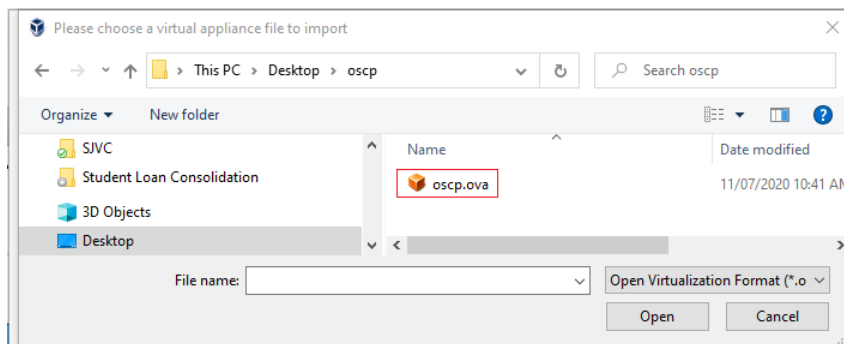 Please choose a virtual appliance file to import
This PC > Desktop > oscp
Search oscp
Organize
New folder
Name
Date modified
SJVC
Student Loan Consolidation
3D Objects
Desktop
oscp.ova
11/07/2020 10:41 AM
File name:
Open Virtualization Format (*.o
Open
Cancel